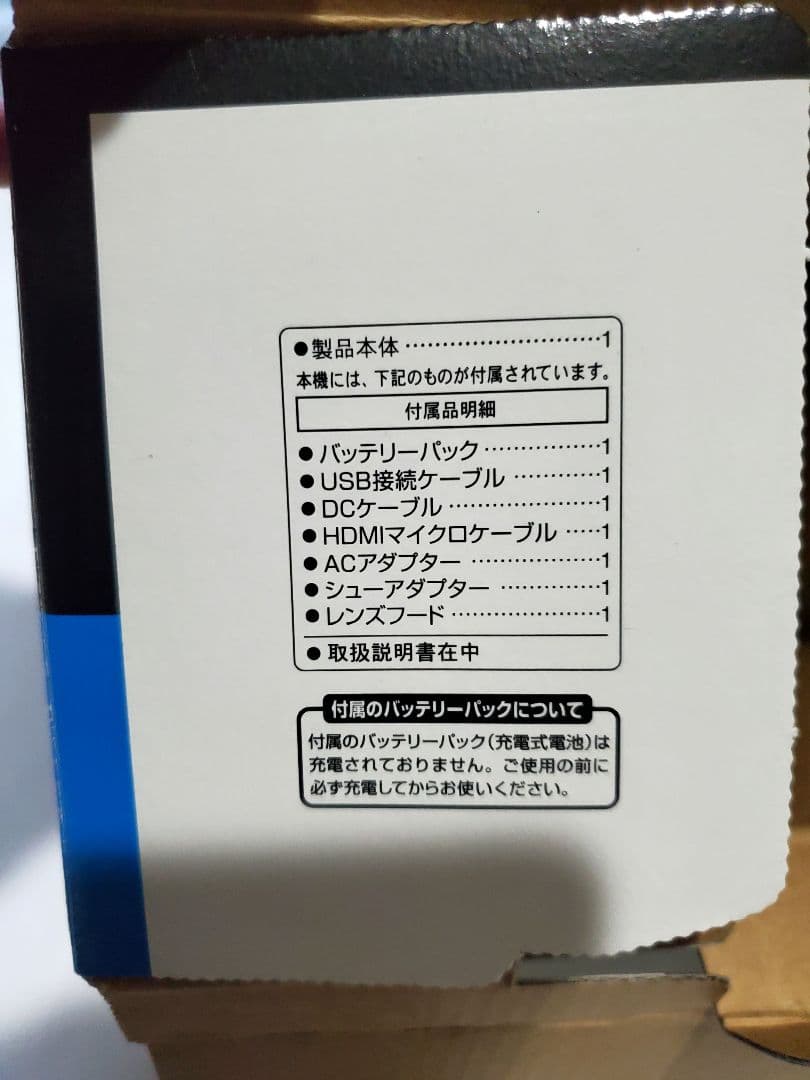 ●製品本体………………………1
本機には、下記のものが付属されています。
付属品明細
●バッテリーパック………………1
●USB接続ケーブル …………1
●DCケーブル……………………1
●HDMIマイクロケーブル ……1
●ACアダプター ………………1
●シューアダプター ……………1
●レンズフード……………………1
●取扱説明書在中
付属のバッテリーパックについて
付属のバッテリーパック(充電式電池)は
充電されておりません。ご使用の前に
必ず充電してからお使いください。